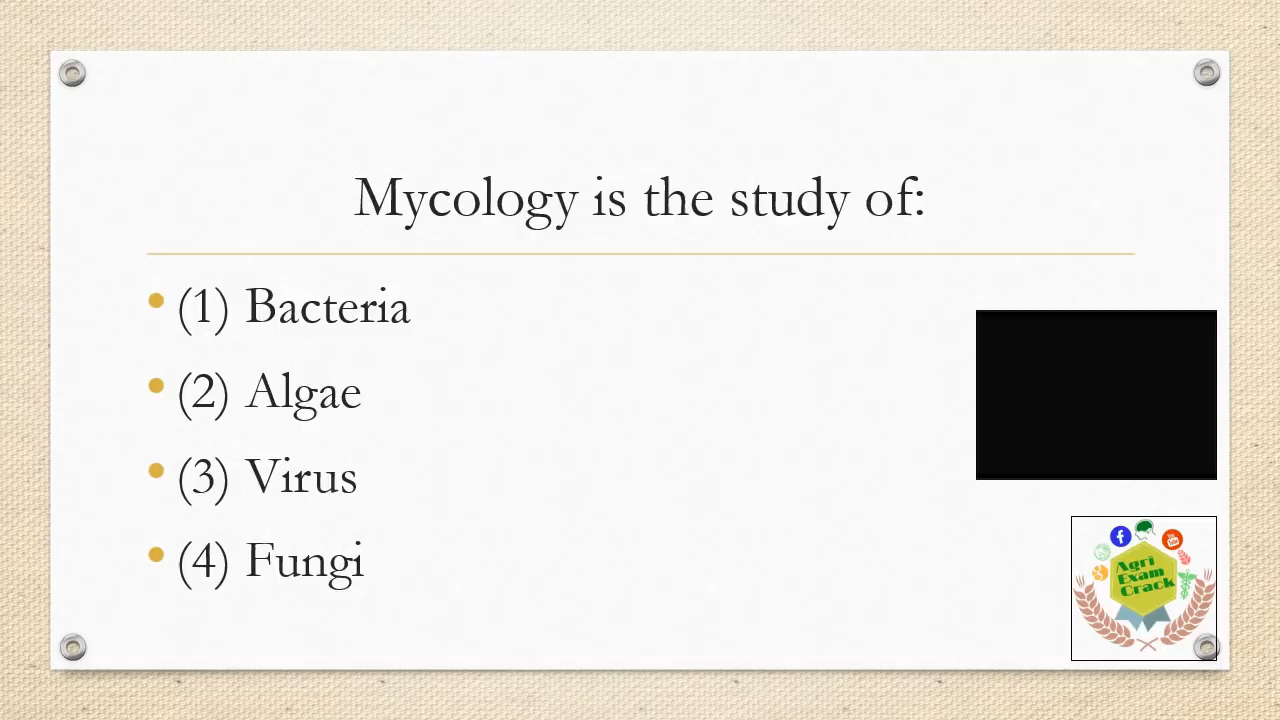 Mycology is the study of:
• (1) Bacteria
• (2) Algae
• (3) Virus
• (4) Fungi
Agri
Exam
Crack